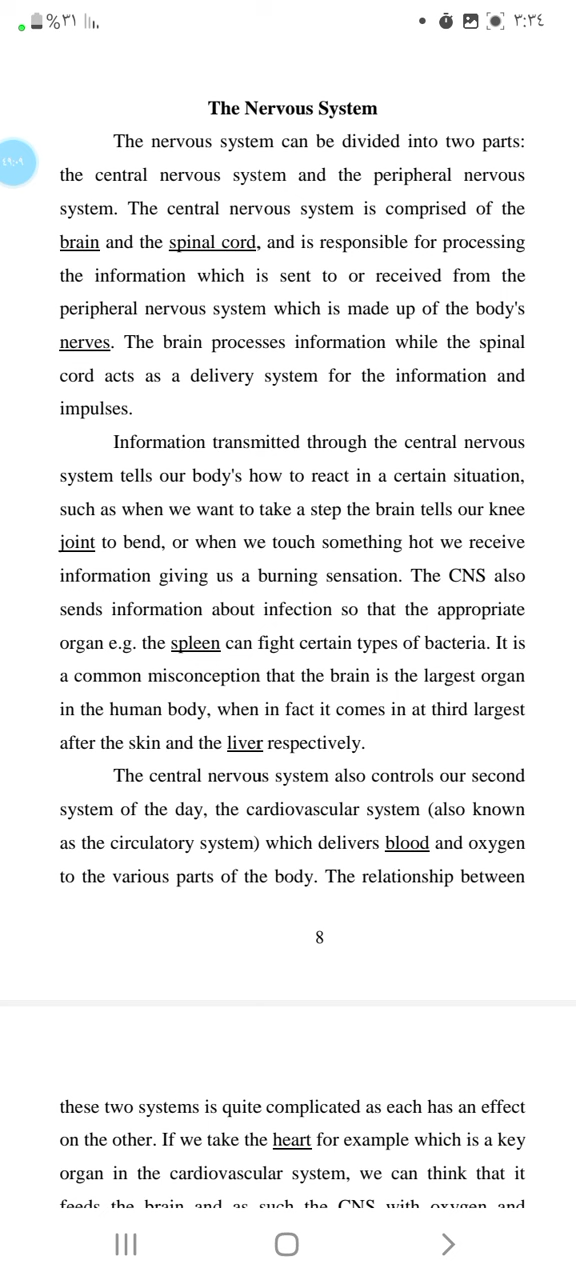 %٣١
٣:٣٤
The Nervous System
The nervous system can be divided into two parts:
٤٩:٠٩
the central nervous system and the peripheral nervous
system. The central nervous system is comprised of the
brain and the spinal cord, and is responsible for processing
the information which is sent to or received from the
peripheral nervous system which is made up of the body's
nerves. The brain processes information while the spinal
cord acts as a delivery system for the information and
impulses.
Information transmitted through the central nervous
system tells our body's how to react in a certain situation,
such as when we want to take a step the brain tells our knee
joint to bend, or when we touch something hot we receive
information giving us a burning sensation. The CNS also
sends information about infection so that the appropriate
organ e.g. the spleen can fight certain types of bacteria. It is
a common misconception that the brain is the largest organ
in the human body, when in fact it comes in at third largest
after the skin and the liver respectively.
The central nervous system also controls our second
system of the day, the cardiovascular system (also known
as the circulatory system) which delivers blood and oxygen
to the various parts of the body. The relationship between
8
these two systems is quite complicated as each has an effect
on the other. If we take the heart for example which is a key
organ in the cardiovascular system, we can think that it
feeds the brain and as such the CNS with oxygen and